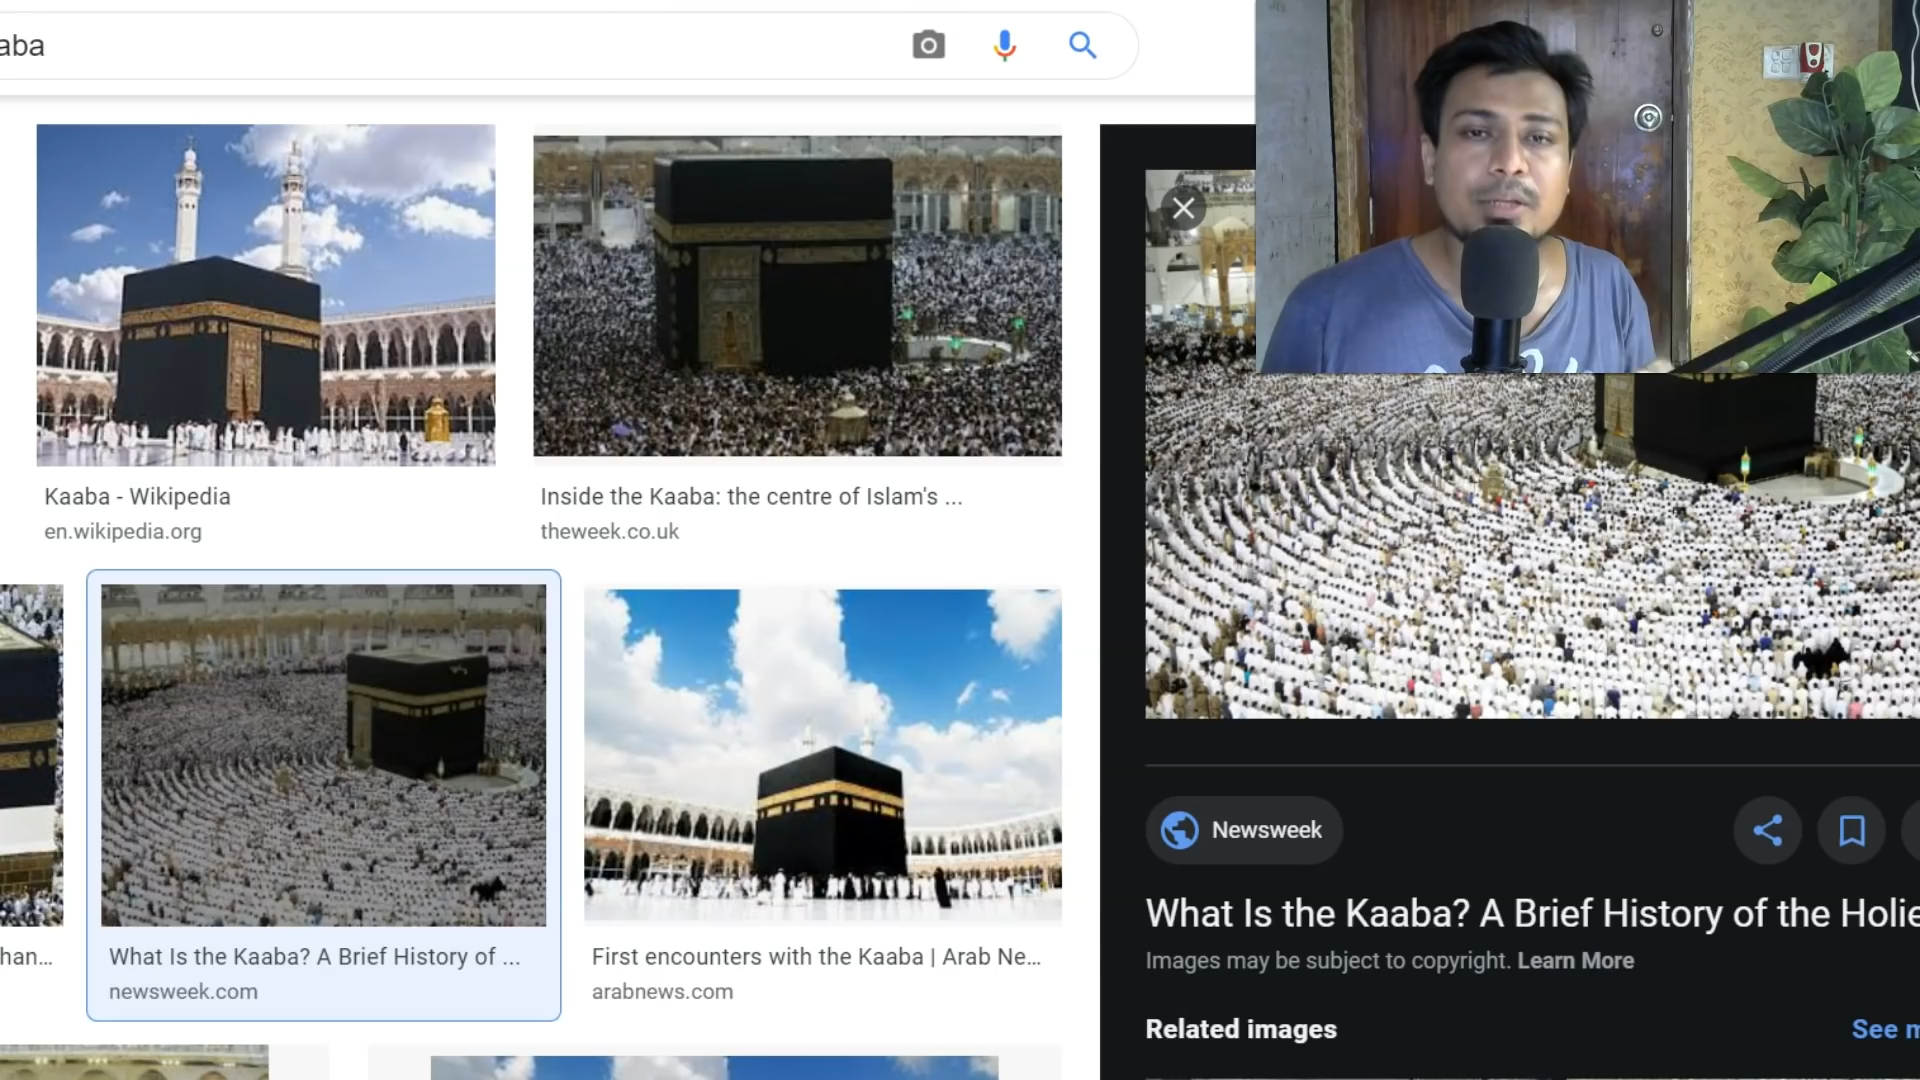 aba
Kaaba - Wikipedia
en.wikipedia.org
Inside the Kaaba: the centre of Islam's ...
theweek.co.uk
han...
What Is the Kaaba? A Brief History of ...
newsweek.com
First encounters with the Kaaba | Arab Ne...
arabnews.com
Newsweek
What Is the Kaaba? A Brief History of the Holie
Images may be subject to copyright. Learn More
Related images
See m